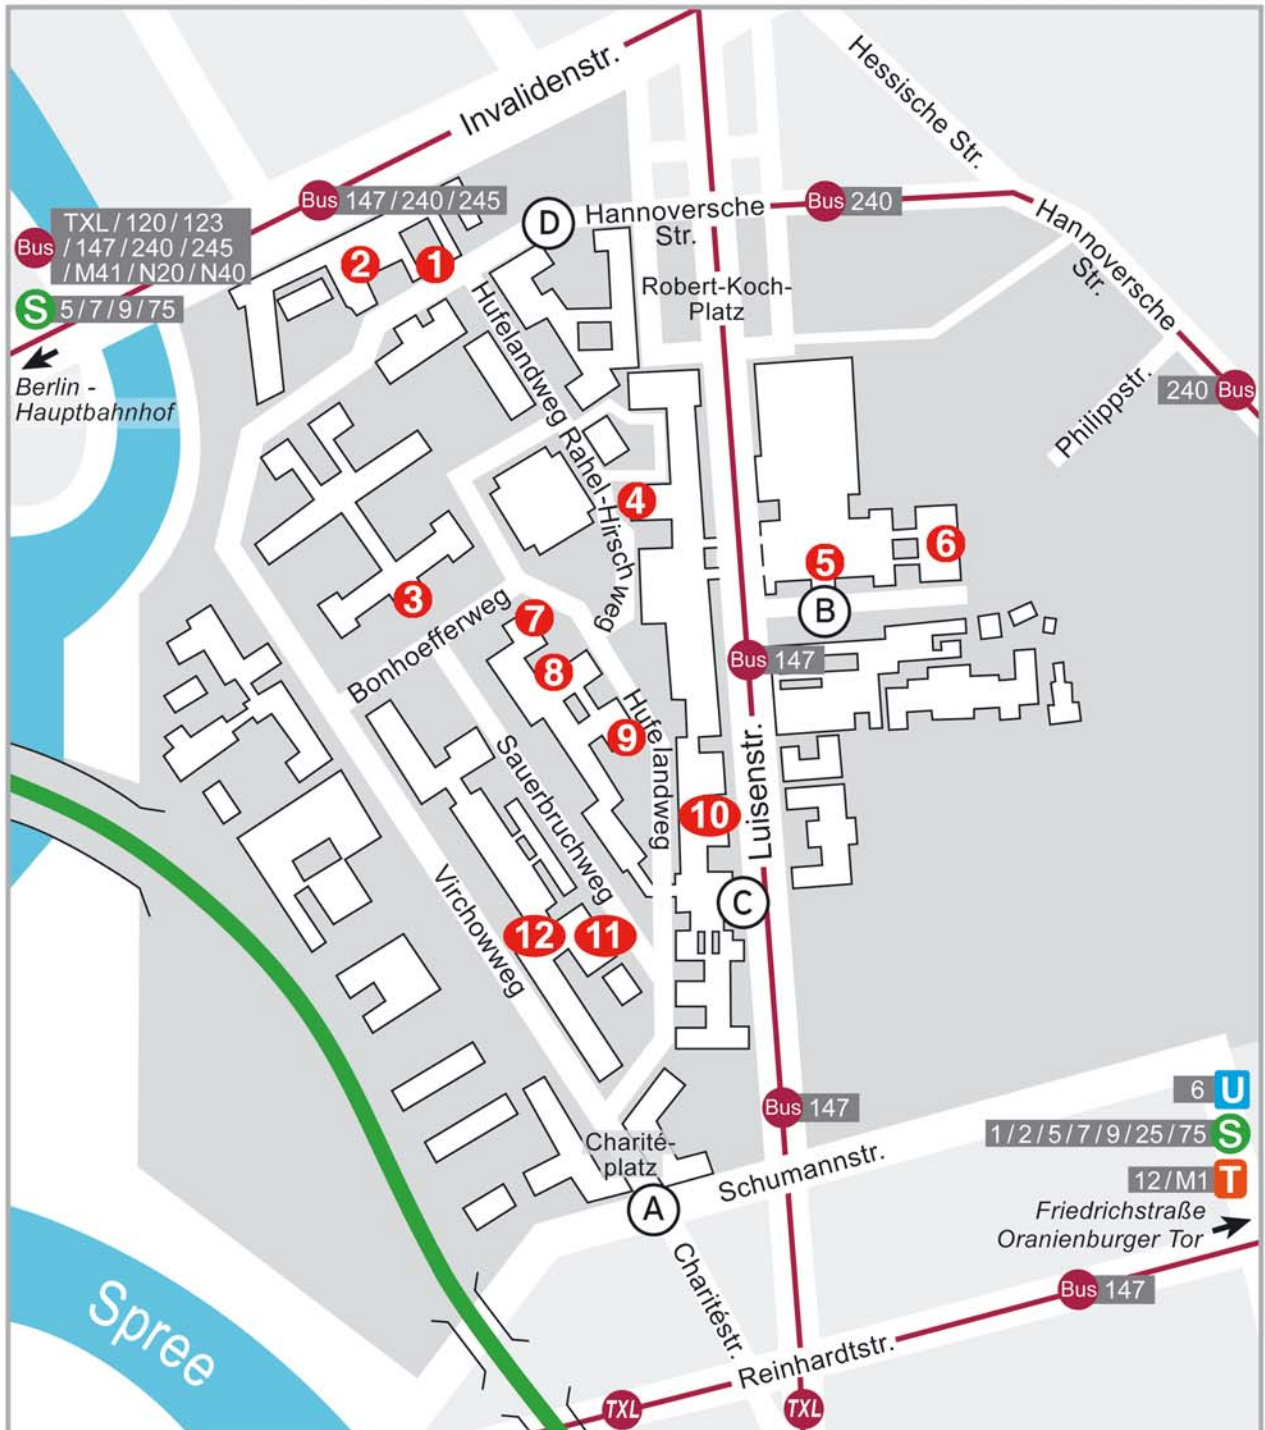 Invalidenstr.
Hessische Str.
Bus 147/240/245
TXL/120/123
Bus /147/240/245
/M41/N20/N40
S 5/7/9/75
Berlin -
Hauptbahnhof
D
Hannoversche
Str.
Bus 240
Hannoversche
Str.
2
1
Robert-Koch-
Platz
Hufelandweg
Philippstr.
240 Bus
Rahel-Hirsch weg
4
5
6
3
B
Bonhoefferweg
7
8
9
Bus 147
Hufelandweg
Sauerbruchweg
10
Luisenstr.
Virchowweg
C
12
11
Bus 147
6 U
1/2/5/7/9/25/75 S
12/M1 T
Friedrichstraße
Oranienburger Tor
Charité-
platz
Schumannstr.
A
Charitéstr.
Bus 147
Spree
Reinhardtstr.
TXL
TXL